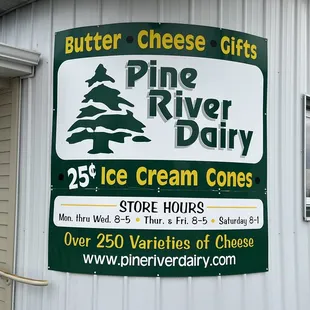 Butter • Cheese • Gifts
Pine
River
Dairy
• 25¢ Ice Cream Cones •
STORE HOURS
Mon. thru Wed. 8-5 • Thur. & Fri. 8-5 • Saturday 8-1
Over 250 Varieties of Cheese
www.pineriverdairy.com